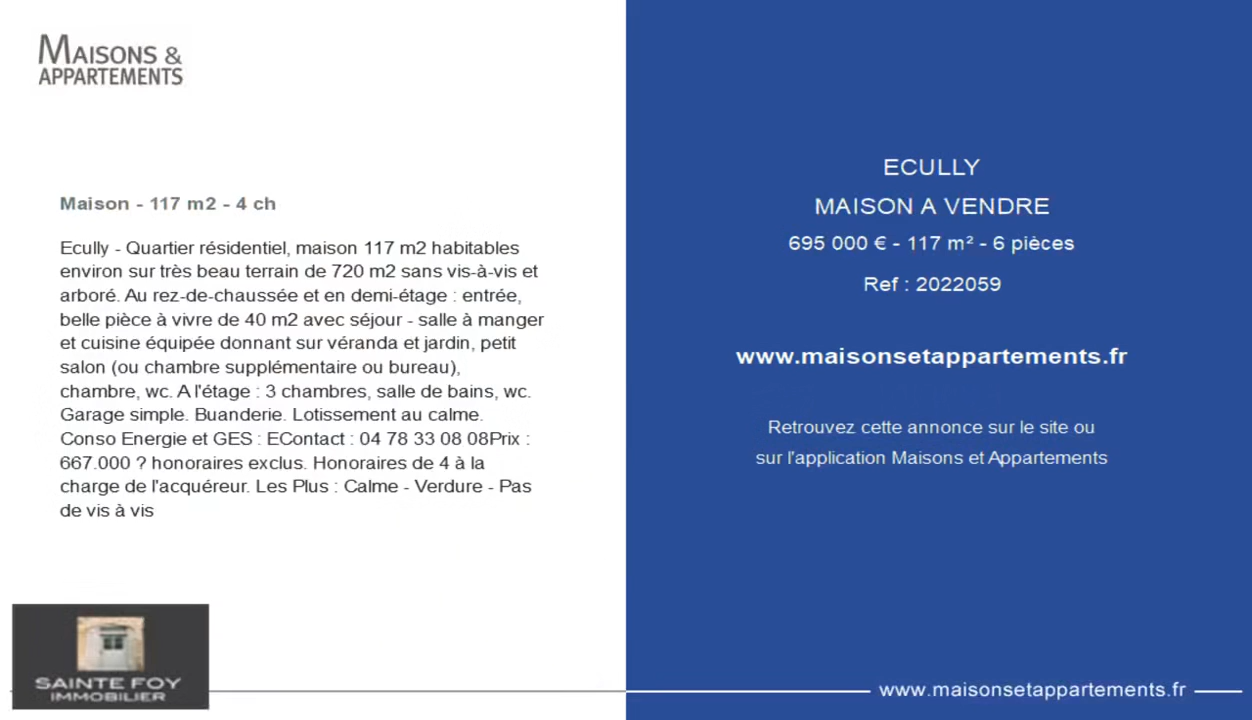 MAISONS &
APPARTEMENTS
Maison - 117 m2 - 4 ch
Ecully - Quartier résidentiel, maison 117 m2 habitables
environ sur très beau terrain de 720 m2 sans vis-à-vis et
arboré. Au rez-de-chaussée et en demi-étage : entrée,
belle pièce à vivre de 40 m2 avec séjour - salle à manger
et cuisine équipée donnant sur véranda et jardin, petit
salon (ou chambre supplémentaire ou bureau),
chambre, wc. A l'étage : 3 chambres, salle de bains, wc.
Garage simple. Buanderie. Lotissement au calme.
Conso Energie et GES : EContact : 04 78 33 08 08Prix :
667.000 ? honoraires exclus. Honoraires de 4 à la
charge de l'acquéreur. Les Plus : Calme - Verdure - Pas
de vis à vis
SAINTE FOY
IMMOBILIER
ECULLY
MAISON A VENDRE
695 000 € - 117 m² - 6 pièces
Ref : 2022059
www.maisonsetappartements.fr
Retrouvez cette annonce sur le site ou
sur l'application Maisons et Appartements
www.maisonsetappartements.fr